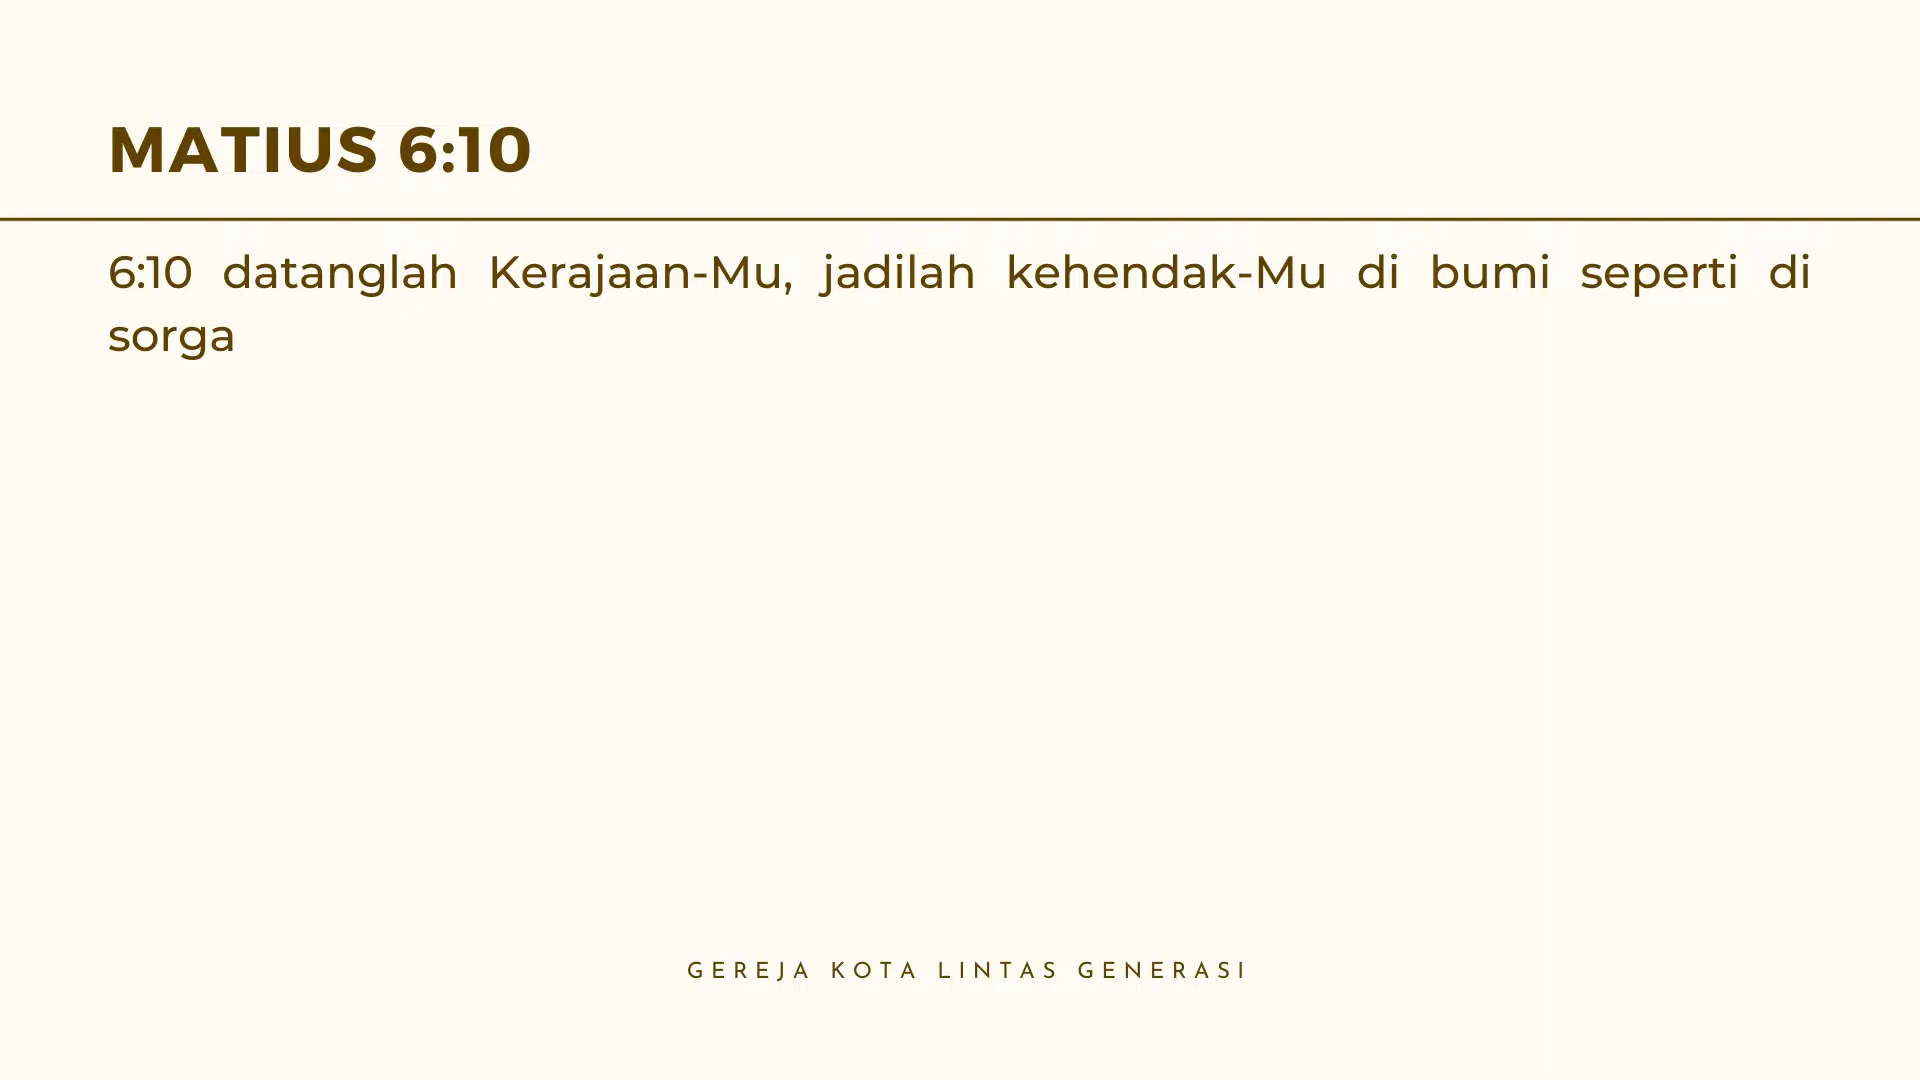 MATIUS 6:10
6:10 datanglah Kerajaan-Mu, jadilah kehendak-Mu di bumi seperti di
sorga
GEREJA KOTA LINTAS GENERASI